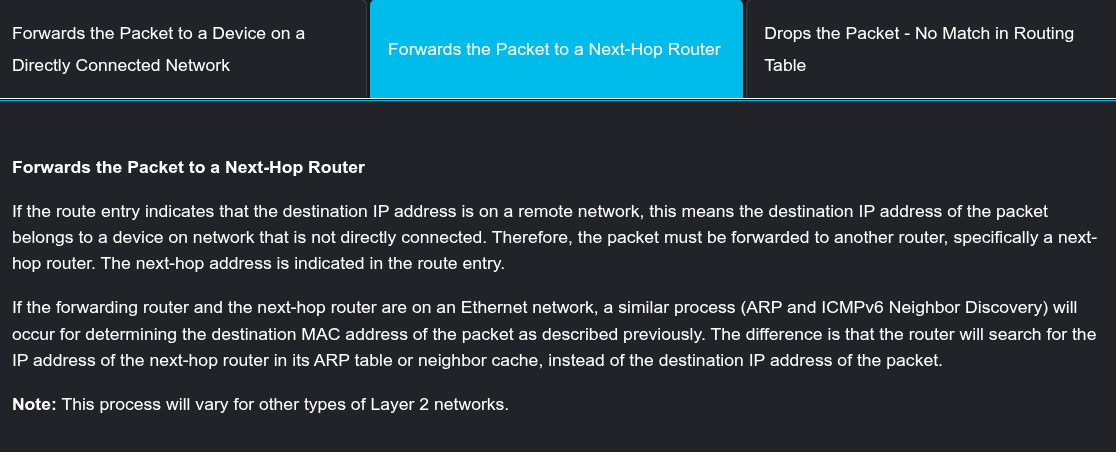 Forwards the Packet to a Device on a
Directly Connected Network
Forwards the Packet to a Next-Hop Router
Drops the Packet - No Match in Routing
Table
Forwards the Packet to a Next-Hop Router
If the route entry indicates that the destination IP address is on a remote network, this means the destination IP address of the packet
belongs to a device on network that is not directly connected. Therefore, the packet must be forwarded to another router, specifically a next-
hop router. The next-hop address is indicated in the route entry.
If the forwarding router and the next-hop router are on an Ethernet network, a similar process (ARP and ICMPv6 Neighbor Discovery) will
occur for determining the destination MAC address of the packet as described previously. The difference is that the router will search for the
IP address of the next-hop router in its ARP table or neighbor cache, instead of the destination IP address of the packet.
Note: This process will vary for other types of Layer 2 networks.